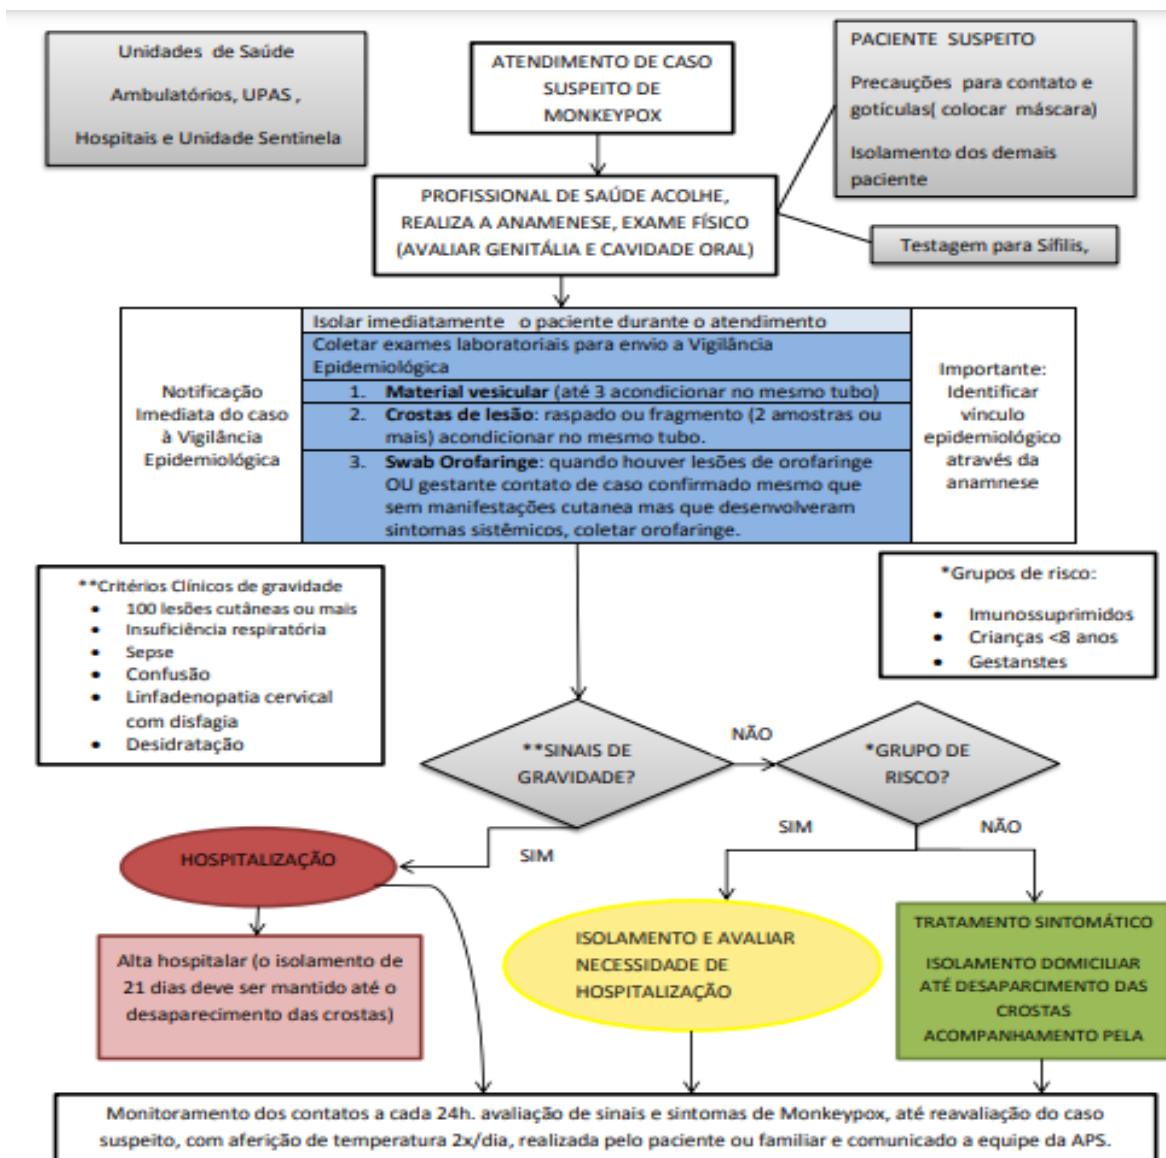 Unidades de Saúde
Ambulatórios, UPAS ,
Hospitais e Unidade Sentinela
ATENDIMENTO DE CASO
SUSPEITO DE
MONKEYPOX
PACIENTE SUSPEITO
Precauções para contato e
gotículas( colocar máscara)
Isolamento dos demais
paciente
PROFISSIONAL DE SAÚDE ACOLHE,
REALIZA A ANAMENESE, EXAME FÍSICO
(AVALIAR GENITÁLIA E CAVIDADE ORAL)
Testagem para Sífilis,
Notificação
Imediata do caso
à Vigilância
Epidemiológica
Isolar imediatamente o paciente durante o atendimento
Coletar exames laboratoriais para envio a Vigilância
Epidemiológica
1. Material vesicular (até 3 acondicionar no mesmo tubo)
2. Crostas de lesão: raspado ou fragmento (2 amostras ou
mais) acondicionar no mesmo tubo.
3. Swab Orofaringe: quando houver lesões de orofaringe
OU gestante contato de caso confirmado mesmo que
sem manifestações cutanea mas que desenvolveram
sintomas sistêmicos, coletar orofaringe.
Importante:
Identificar
vínculo
epidemiológico
através da
anamnese
**Critérios Clínicos de gravidade
• 100 lesões cutâneas ou mais
• Insuficiência respiratória
• Sepse
• Confusão
• Linfadenopatia cervical
com disfagia
• Desidratação
*Grupos de risco:
• Imunossuprimidos
• Crianças <8 anos
• Gestanstes
**SINAIS DE
GRAVIDADE?
NÃO
*GRUPO DE
RISCO?
SIM
SIM
NÃO
HOSPITALIZAÇÃO
Alta hospitalar (o isolamento de
21 dias deve ser mantido até o
desaparecimento das crostas)
ISOLAMENTO E AVALIAR
NECESSIDADE DE
HOSPITALIZAÇÃO
TRATAMENTO SINTOMÁTICO
ISOLAMENTO DOMICILIAR
ATÉ DESAPARCIMENTO DAS
CROSTAS
ACOMPANHAMENTO PELA
Monitoramento dos contatos a cada 24h. avaliação de sinais e sintomas de Monkeypox, até reavaliação do caso
suspeito, com aferição de temperatura 2x/dia, realizada pelo paciente ou familiar e comunicado a equipe da APS.